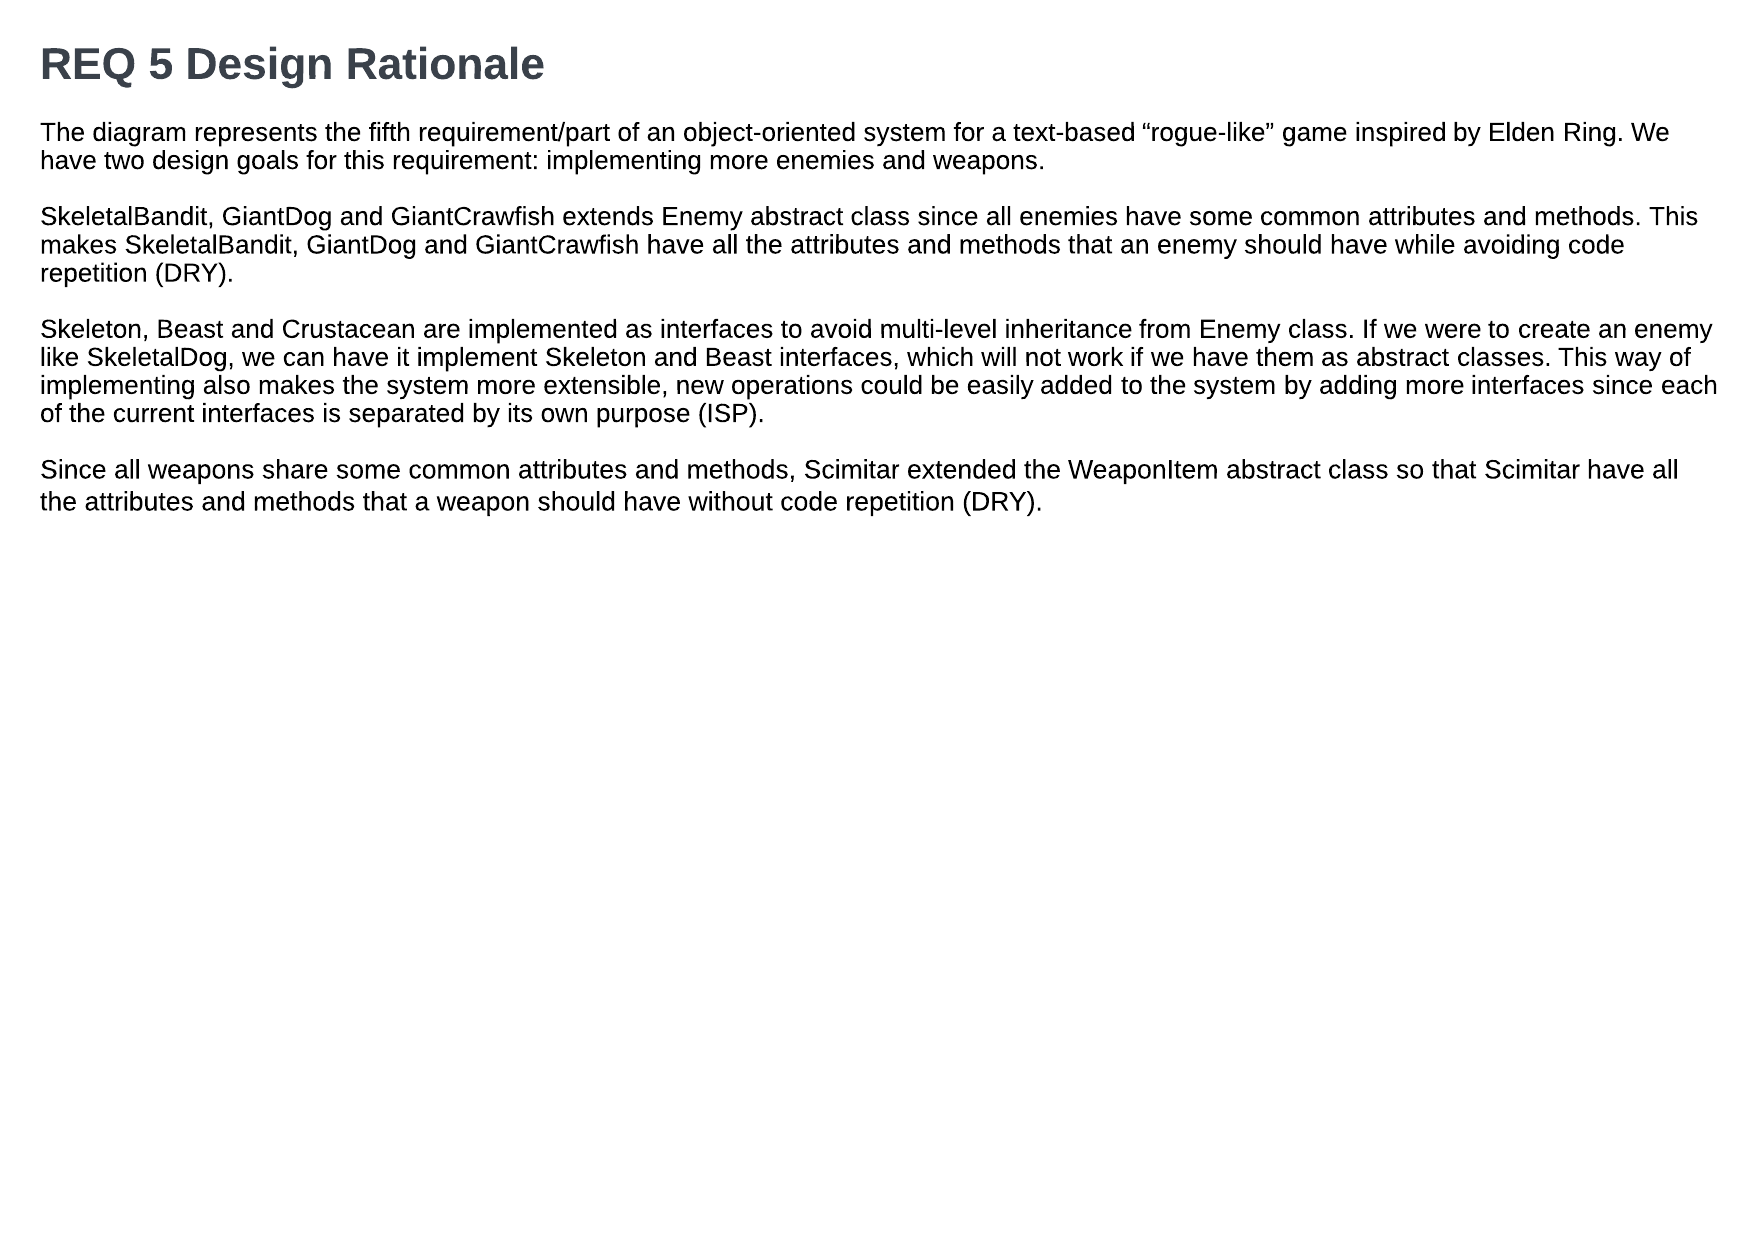 REQ 5 Design Rationale
The diagram represents the fifth requirement/part of an object-oriented system for a text-based “rogue-like” game inspired by Elden Ring. We
have two design goals for this requirement: implementing more enemies and weapons.
SkeletalBandit, GiantDog and GiantCrawfish extends Enemy abstract class since all enemies have some common attributes and methods. This
makes SkeletalBandit, GiantDog and GiantCrawfish have all the attributes and methods that an enemy should have while avoiding code
repetition (DRY).
Skeleton, Beast and Crustacean are implemented as interfaces to avoid multi-level inheritance from Enemy class. If we were to create an enemy
like SkeletalDog, we can have it implement Skeleton and Beast interfaces, which will not work if we have them as abstract classes. This way of
implementing also makes the system more extensible, new operations could be easily added to the system by adding more interfaces since each
of the current interfaces is separated by its own purpose (ISP).
Since all weapons share some common attributes and methods, Scimitar extended the WeaponItem abstract class so that Scimitar have all
the attributes and methods that a weapon should have without code repetition (DRY).